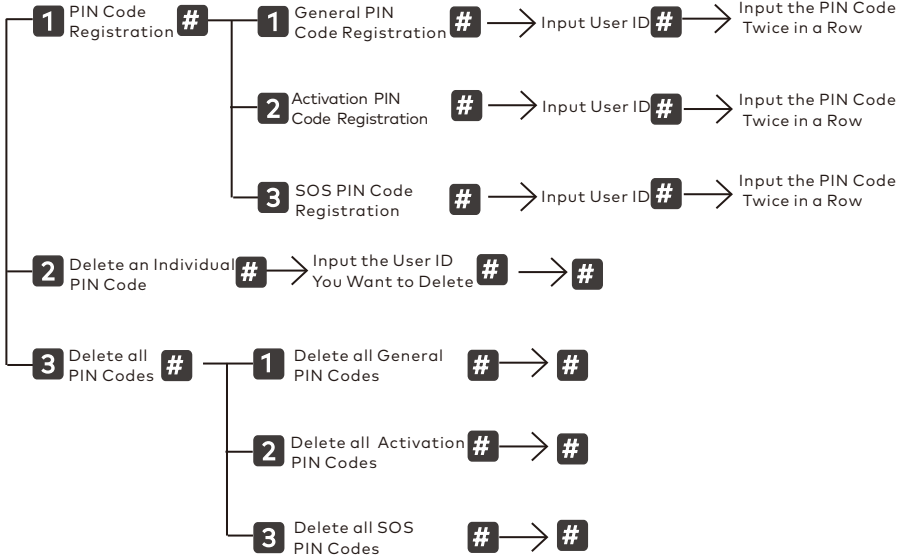 1 PIN Code Registration # 1 General PIN Code Registration # Input User ID # Input the PIN Code Twice in a Row
2 Activation PIN Code Registration # Input User ID # Input the PIN Code Twice in a Row
3 SOS PIN Code Registration # Input User ID # Input the PIN Code Twice in a Row
2 Delete an Individual PIN Code # Input the User ID You Want to Delete # #
3 Delete all PIN Codes # 1 Delete all General PIN Codes # #
2 Delete all Activation PIN Codes # #
3 Delete all SOS PIN Codes # #